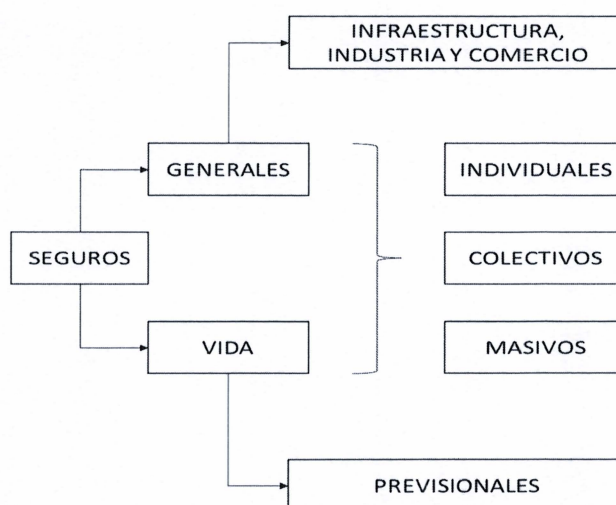 INFRAESTRUCTURA,
INDUSTRIA Y COMERCIO
GENERALES
INDIVIDUALES
SEGUROS
COLECTIVOS
VIDA
MASIVOS
PREVISIONALES